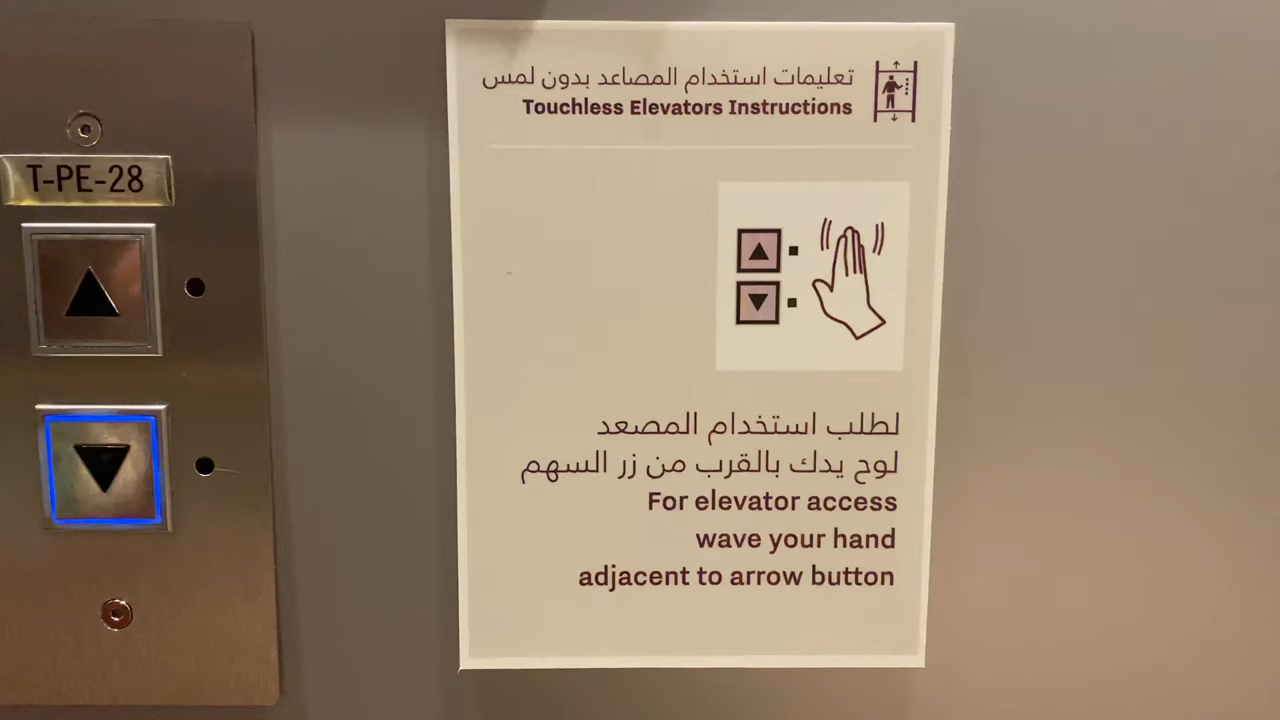 T-PE-28
تعليمات استخدام المصاعد بدون لمس
Touchless Elevators Instructions
لطلب استخدام المصعد
لوح يدك بالقرب من زر السهم
For elevator access
wave your hand
adjacent to arrow button